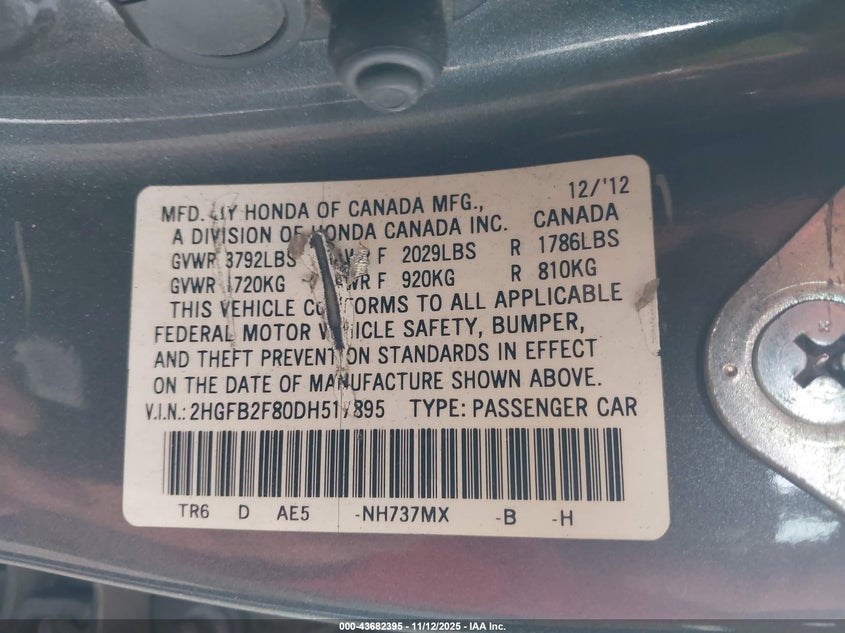 12/'12
MFD. BY HONDA OF CANADA MFG.,
A DIVISION OF HONDA CANADA INC. CANADA
GVWR 3792LBS F 2029LBS R 1786LBS
GVWR 1720KG F 920KG R 810KG
THIS VEHICLE CONFORMS TO ALL APPLICABLE
FEDERAL MOTOR VEHICLE SAFETY, BUMPER,
AND THEFT PREVENTION STANDARDS IN EFFECT
ON THE DATE OF MANUFACTURE SHOWN ABOVE.
V.I.N.: TYPE: PASSENGER CAR
TR6 D AE5 -NH737MX -B -H
000-43682395 - 11/12/2025 - IAA Inc.